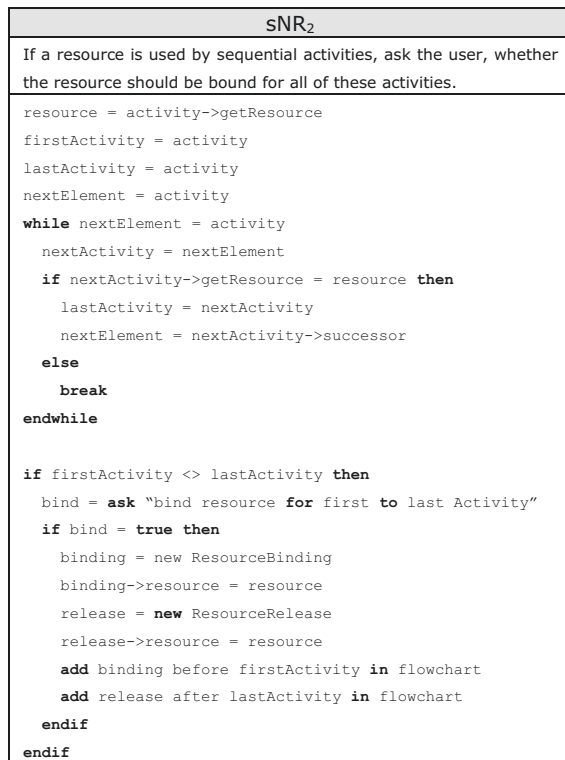 sNR₂
If a resource is used by sequential activities, ask the user, whether
the resource should be bound for all of these activities.
resource = activity->getResource
firstActivity = activity
lastActivity = activity
nextElement = activity
while nextElement = activity
  nextActivity = nextElement
  if nextActivity->getResource = resource then
    lastActivity = nextActivity
    nextElement = nextActivity->successor
  else
    break
endwhile
if firstActivity <> lastActivity then
  bind = ask “bind resource for first to last Activity”
  if bind = true then
    binding = new ResourceBinding
    binding->resource = resource
    release = new ResourceRelease
    release->resource = resource
    add binding before firstActivity in flowchart
    add release after lastActivity in flowchart
  endif
endif